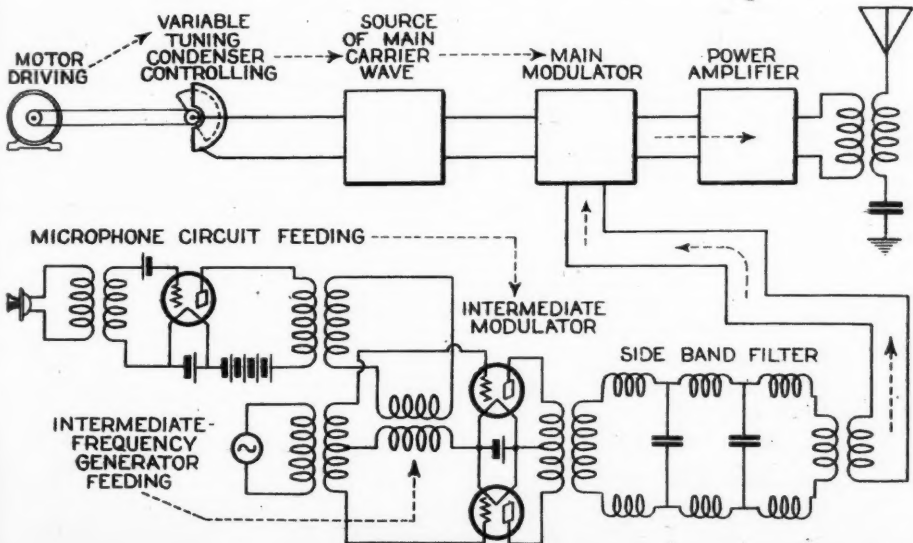 MOTOR
DRIVING
VARIABLE
TUNING
CONDENSER
CONTROLLING
SOURCE
OF MAIN
CARRIER
WAVE
MAIN
MODULATOR
POWER
AMPLIFIER
MICROPHONE CIRCUIT FEEDING
INTERMEDIATE
MODULATOR
SIDE BAND FILTER
INTERMEDIATE-
FREQUENCY
GENERATOR
FEEDING